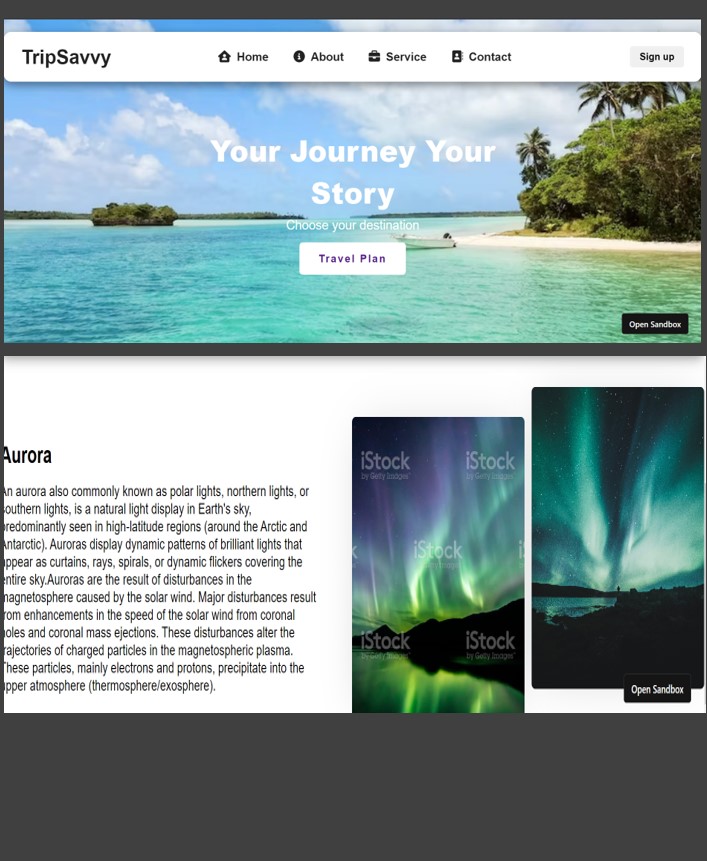 TripSavvy
Home
About
Service
Contact
Sign up
Your Journey Your
Story
Choose your destination
Travel Plan
Open Sandbox
Aurora
An aurora also commonly known as polar lights, northern lights, or
southern lights, is a natural light display in Earth's sky,
predominantly seen in high-latitude regions (around the Arctic and
Antarctic). Auroras display dynamic patterns of brilliant lights that
appear as curtains, rays, spirals, or dynamic flickers covering the
entire sky.Auroras are the result of disturbances in the
magnetosphere caused by the solar wind. Major disturbances result
from enhancements in the speed of the solar wind from coronal
holes and coronal mass ejections. These disturbances alter the
trajectories of charged particles in the magnetospheric plasma.
These particles, mainly electrons and protons, precipitate into the
upper atmosphere (thermosphere/exosphere).
iStock
by Getty Images
iStock
by Getty Images
iStock
by Getty Images
iStock
by Getty Images
iStock
by Getty Images
Open Sandbox